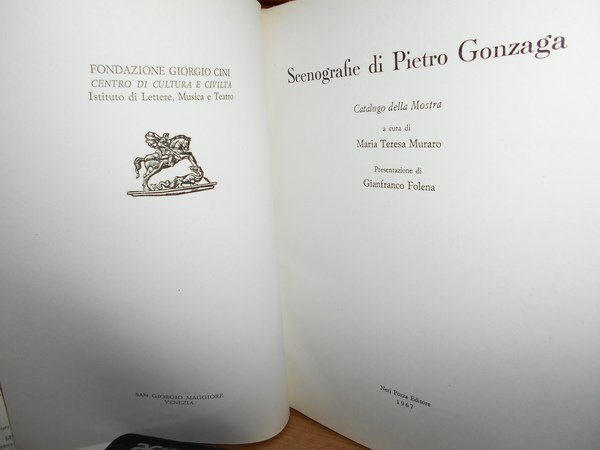 FONDAZIONE GIORGIO CINI
CENTRO DI CULTURA E CIVILTÀ
Istituto di Lettere, Musica e Teatro
SAN GIORGIO MAGGIORE
VENEZIA
Scenografie di Pietro Gonzaga
Catalogo della Mostra
a cura di
Maria Teresa Muraro
Presentazione di
Gianfranco Folena
Neri Pozza Editore
1967